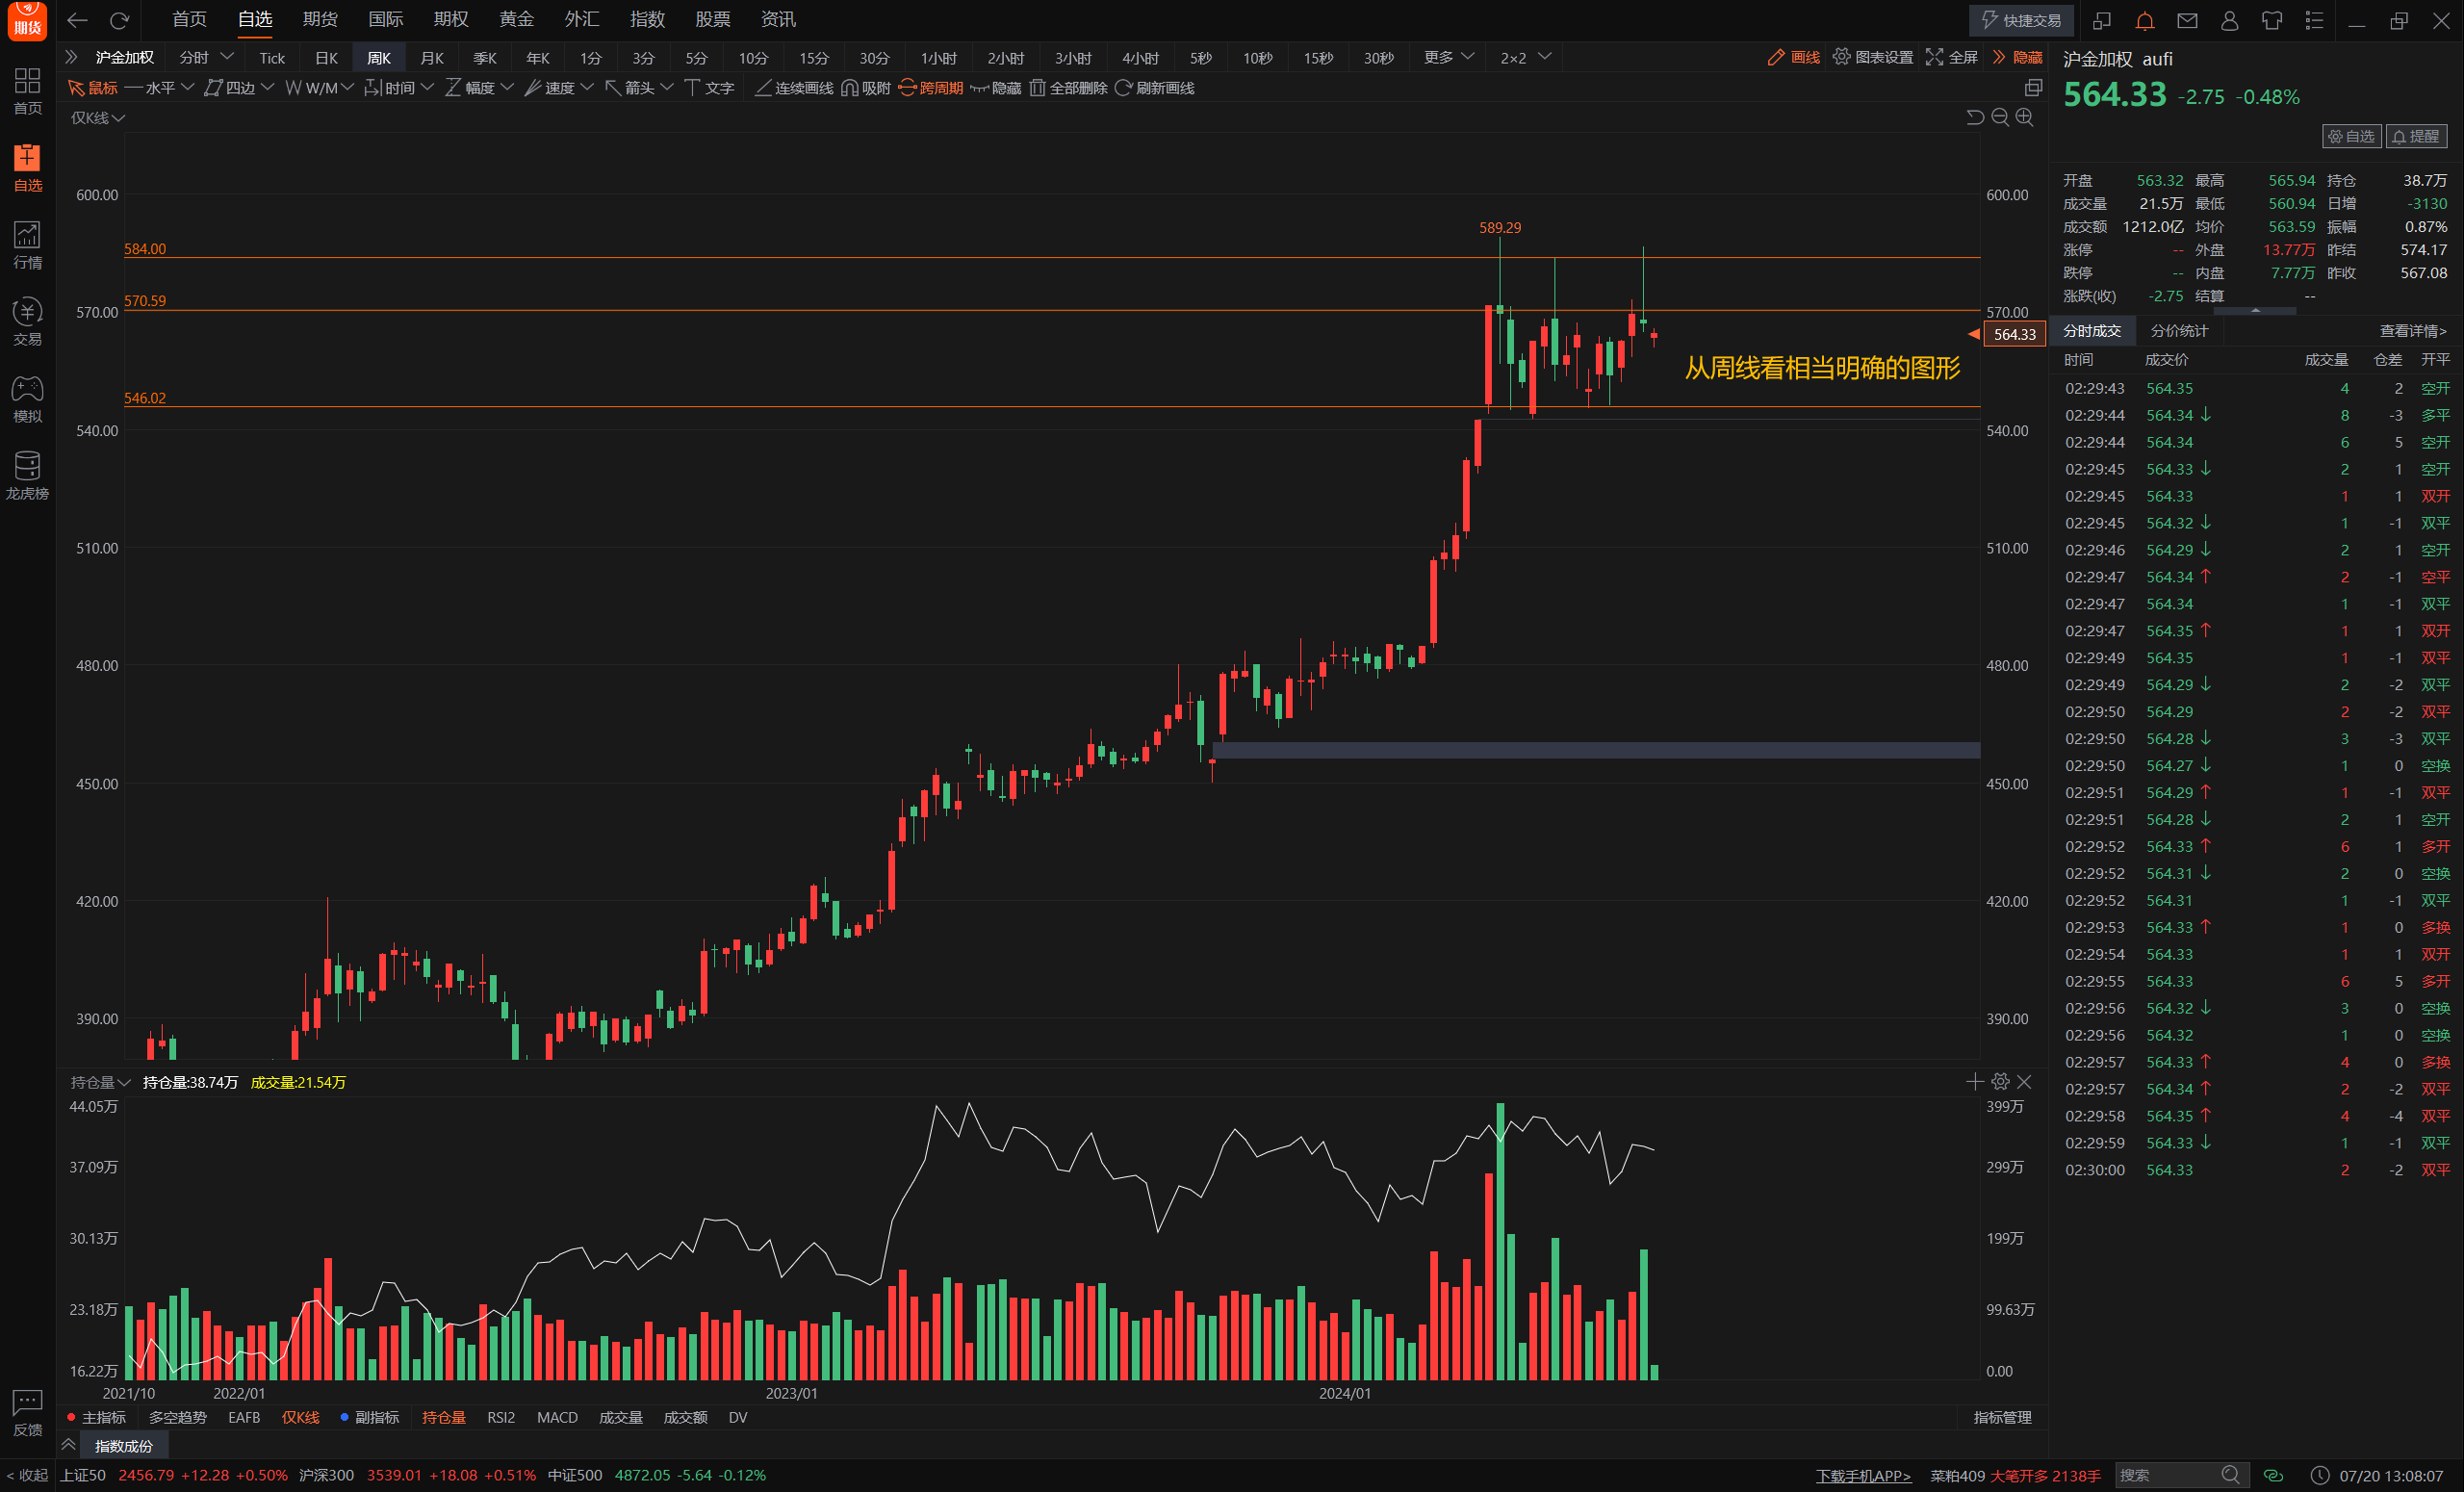 期货
首页 自选 期货 国际 期权 黄金 外汇 指数 股票 资讯 快捷交易
沪金加权 分时 Tick 日K 周K 月K 季K 年K 1分 3分 5分 10分 15分 30分 1小时 2小时 3小时 4小时 5秒 10秒 15秒 30秒 更多 2×2 画线 图表设置 全屏 隐藏
鼠标 水平 四边 W/M 时间 幅度 速度 箭头 文字 连续画线 吸附 跨周期 隐藏 全部删除 刷新画线
首页
自选
行情
交易
模拟
龙虎榜
反馈
< 收起
仅K线
600.00 600.00
589.29
584.00
570.59
570.00 570.00
564.33
从周线看相当明确的图形
546.02
540.00 540.00
510.00 510.00
480.00 480.00
450.00 450.00
420.00 420.00
390.00 390.00
持仓量 持仓量:38.74万 成交量:21.54万
44.05万 399万
37.09万 299万
30.13万 199万
23.18万 99.63万
16.22万 0.00
2021/10 2022/01 2023/01 2024/01
主指标 多空趋势 EAFB 仅K线 副指标 持仓量 RSI2 MACD 成交量 成交额 DV 指标管理
指数成份
沪金加权 aufi
564.33 -2.75 -0.48%
自选 提醒
开盘 563.32 最高 565.94 持仓 38.7万
成交量 21.5万 最低 560.94 日增 -3130
成交额 1212.0亿 均价 563.59 振幅 0.87%
涨停 -- 外盘 13.77万 昨结 574.17
跌停 -- 内盘 7.77万 昨收 567.08
涨跌(收) -2.75 结算 --
分时成交 分价统计 查看详情>
时间 成交价 成交量 仓差 开平
02:29:43 564.35 4 2 空开
02:29:44 564.34↓ 8 -3 多平
02:29:44 564.34 6 5 空开
02:29:45 564.33↓ 2 1 空开
02:29:45 564.33 1 1 双开
02:29:45 564.32↓ 1 -1 双平
02:29:46 564.29↓ 2 1 空开
02:29:47 564.34↑ 2 -1 空平
02:29:47 564.34 1 -1 双平
02:29:47 564.35↑ 1 1 双开
02:29:49 564.35 1 -1 双平
02:29:49 564.29↓ 2 -2 双平
02:29:50 564.29 2 -2 双平
02:29:50 564.28↓ 3 -3 双平
02:29:50 564.27↓ 1 0 空换
02:29:51 564.29↑ 1 -1 双平
02:29:51 564.28↓ 2 1 空开
02:29:52 564.33↑ 6 1 多开
02:29:52 564.31↓ 2 0 空换
02:29:52 564.31 1 -1 双平
02:29:53 564.33↑ 1 0 多换
02:29:54 564.33 1 1 双开
02:29:55 564.33 6 5 多开
02:29:56 564.32↓ 3 0 空换
02:29:56 564.32 1 0 空换
02:29:57 564.33↑ 4 0 多换
02:29:57 564.34↑ 2 -2 双平
02:29:58 564.35↑ 4 -4 双平
02:29:59 564.33↓ 1 -1 双平
02:30:00 564.33 2 -2 双平
上证50 2456.79 +12.28 +0.50% 沪深300 3539.01 +18.08 +0.51% 中证500 4872.05 -5.64 -0.12% 下载手机APP> 菜粕409 大笔开多 2138手 搜索 07/20 13:08:07